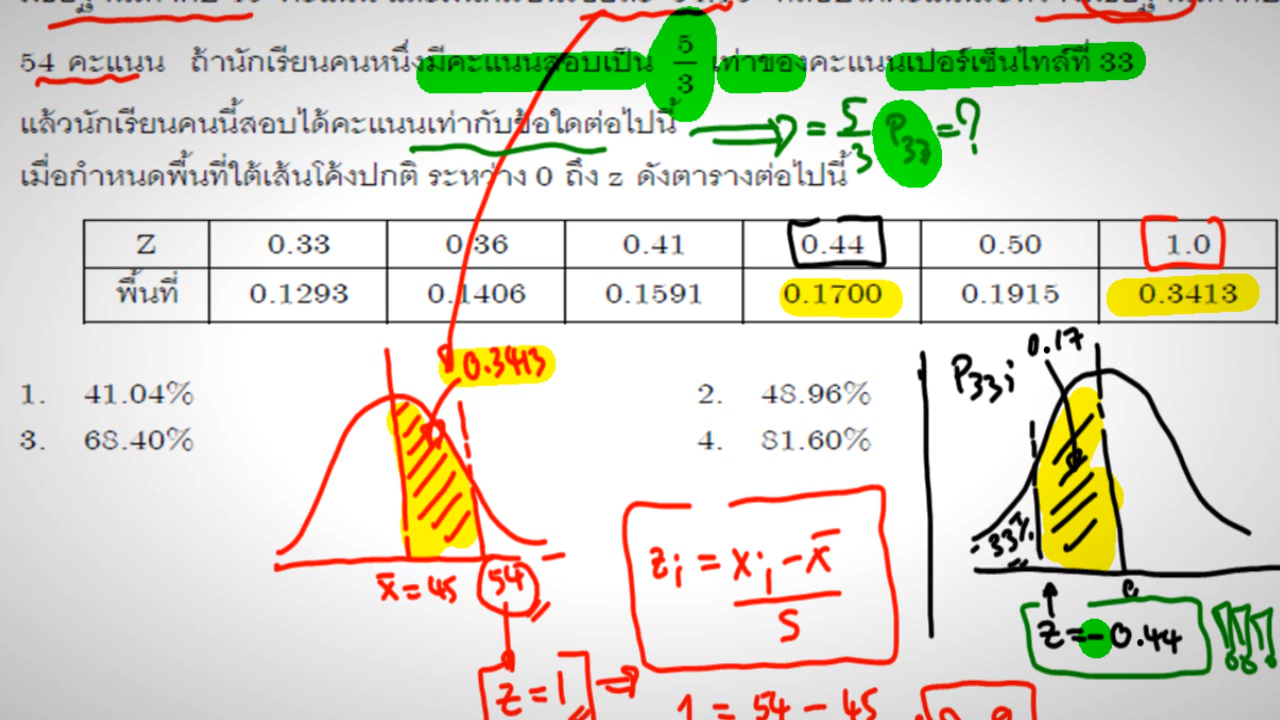 54 คะแนน ถ้านักเรียนคนหนึ่งมีคะแนนสอบเป็น 5/3 เท่าของคะแนนเปอร์เซ็นไทล์ที่ 33
แล้วนักเรียนคนนี้สอบได้คะแนนเท่ากับข้อใดต่อไปนี้ = 5/3 P33 = ?
เมื่อกำหนดพื้นที่ใต้เส้นโค้งปกติ ระหว่าง 0 ถึง z ดังตารางต่อไปนี้
Z 0.33 0.36 0.41 0.44 0.50 1.0
พื้นที่ 0.1293 0.1406 0.1591 0.1700 0.1915 0.3413
0.3413
P33; 0.17
1. 41.04% 2. 48.96%
3. 68.40% 4. 81.60%
33%
zi = xi - x̄ / S
x̄ = 45 54
z = -0.44 !!!
z = 1
1 = 54 - 45